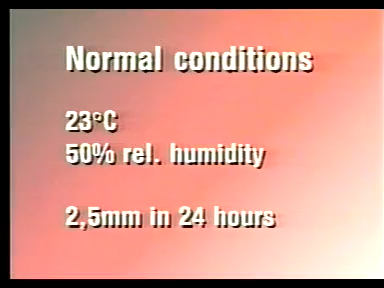 Normal conditions
23°C
50% rel. humidity
2,5mm in 24 hours